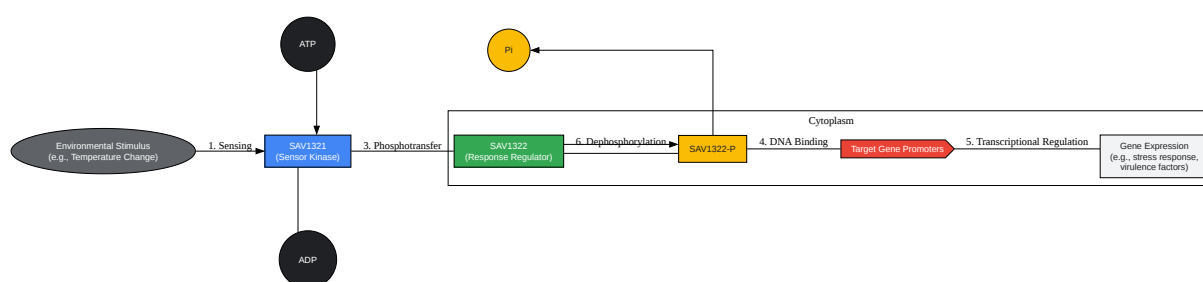 ATP
Pi
Cytoplasm
Environmental Stimulus
(e.g., Temperature Change)
1. Sensing
SAV1321
(Sensor Kinase)
3. Phosphotransfer
SAV1322
(Response Regulator)
6. Dephosphorylation
SAV1322-P
4. DNA Binding
Target Gene Promoters
5. Transcriptional Regulation
Gene Expression
(e.g., stress response,
virulence factors)
ADP